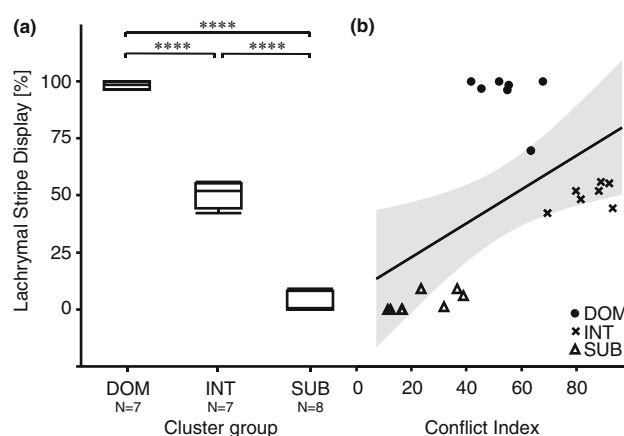 (a)
(b)
****
**** ****
Lachrymal Stripe Display [%]
100
75
50
25
0
DOM INT SUB
N=7 N=7 N=8
Cluster group
DOM
INT
SUB
0 20 40 60 80
Conflict Index